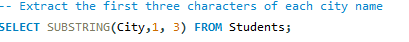 -- Extract the first three characters of each city name
SELECT SUBSTRING(City,1, 3) FROM Students;